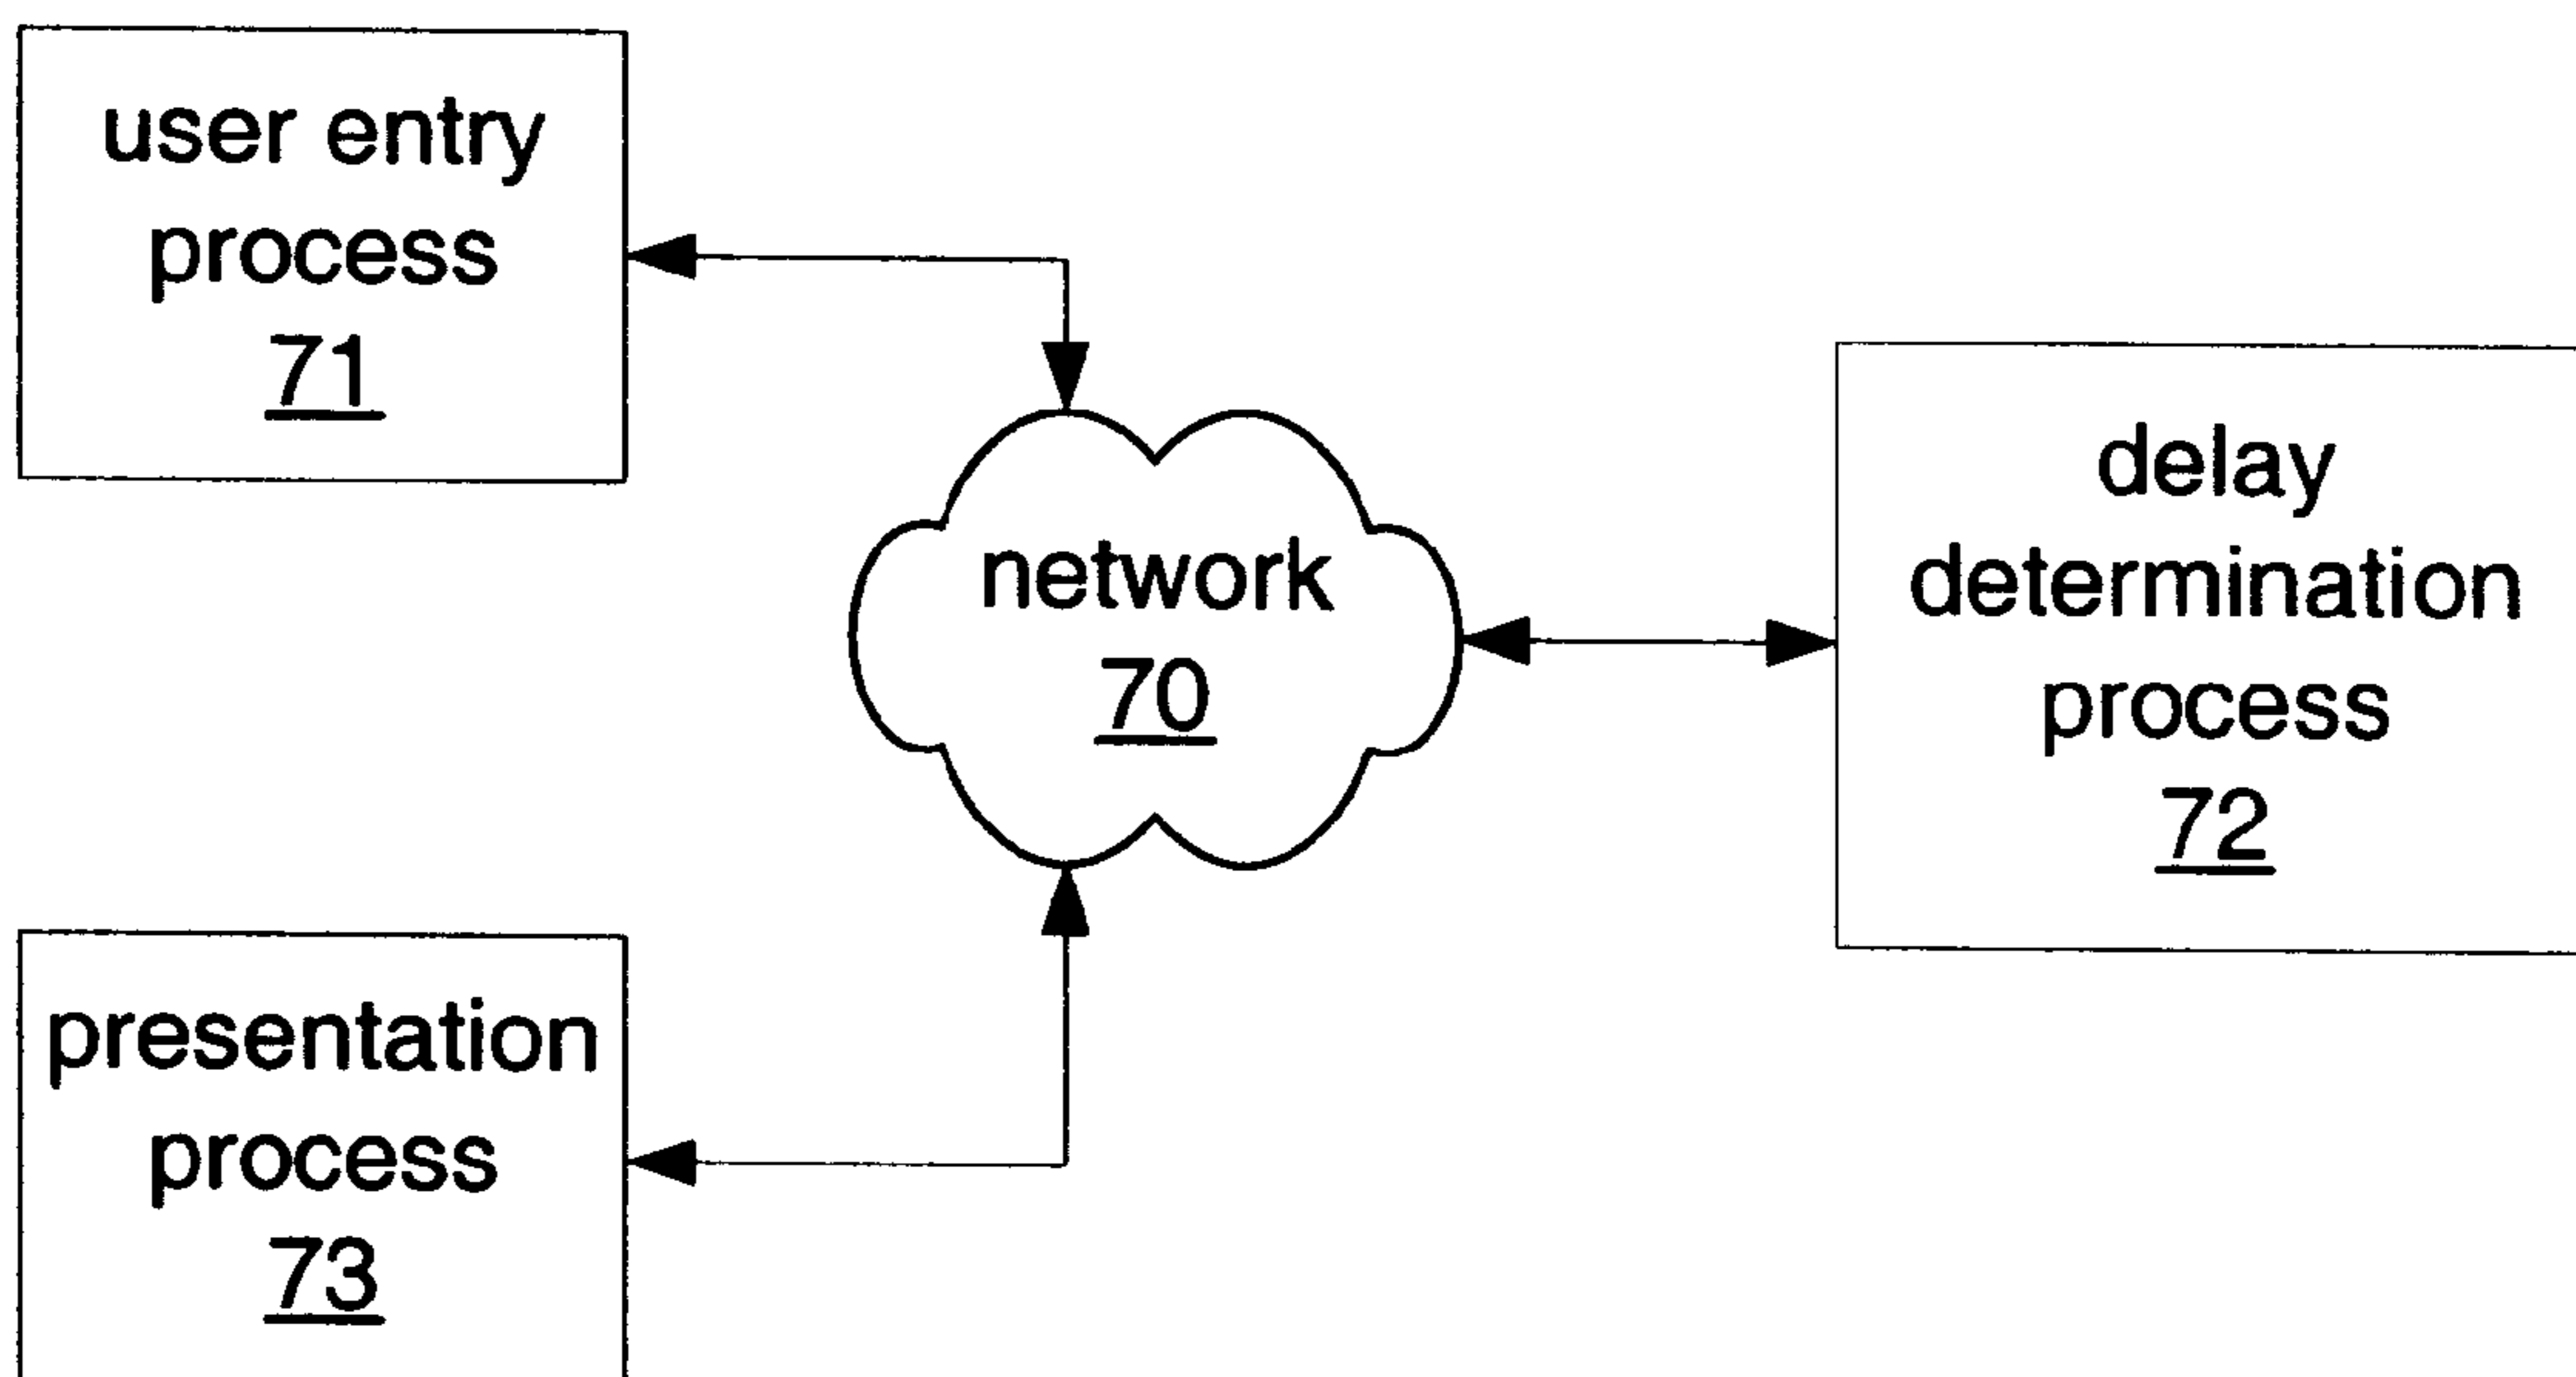 user entry
process
71
network
70
delay
determination
process
72
presentation
process
73